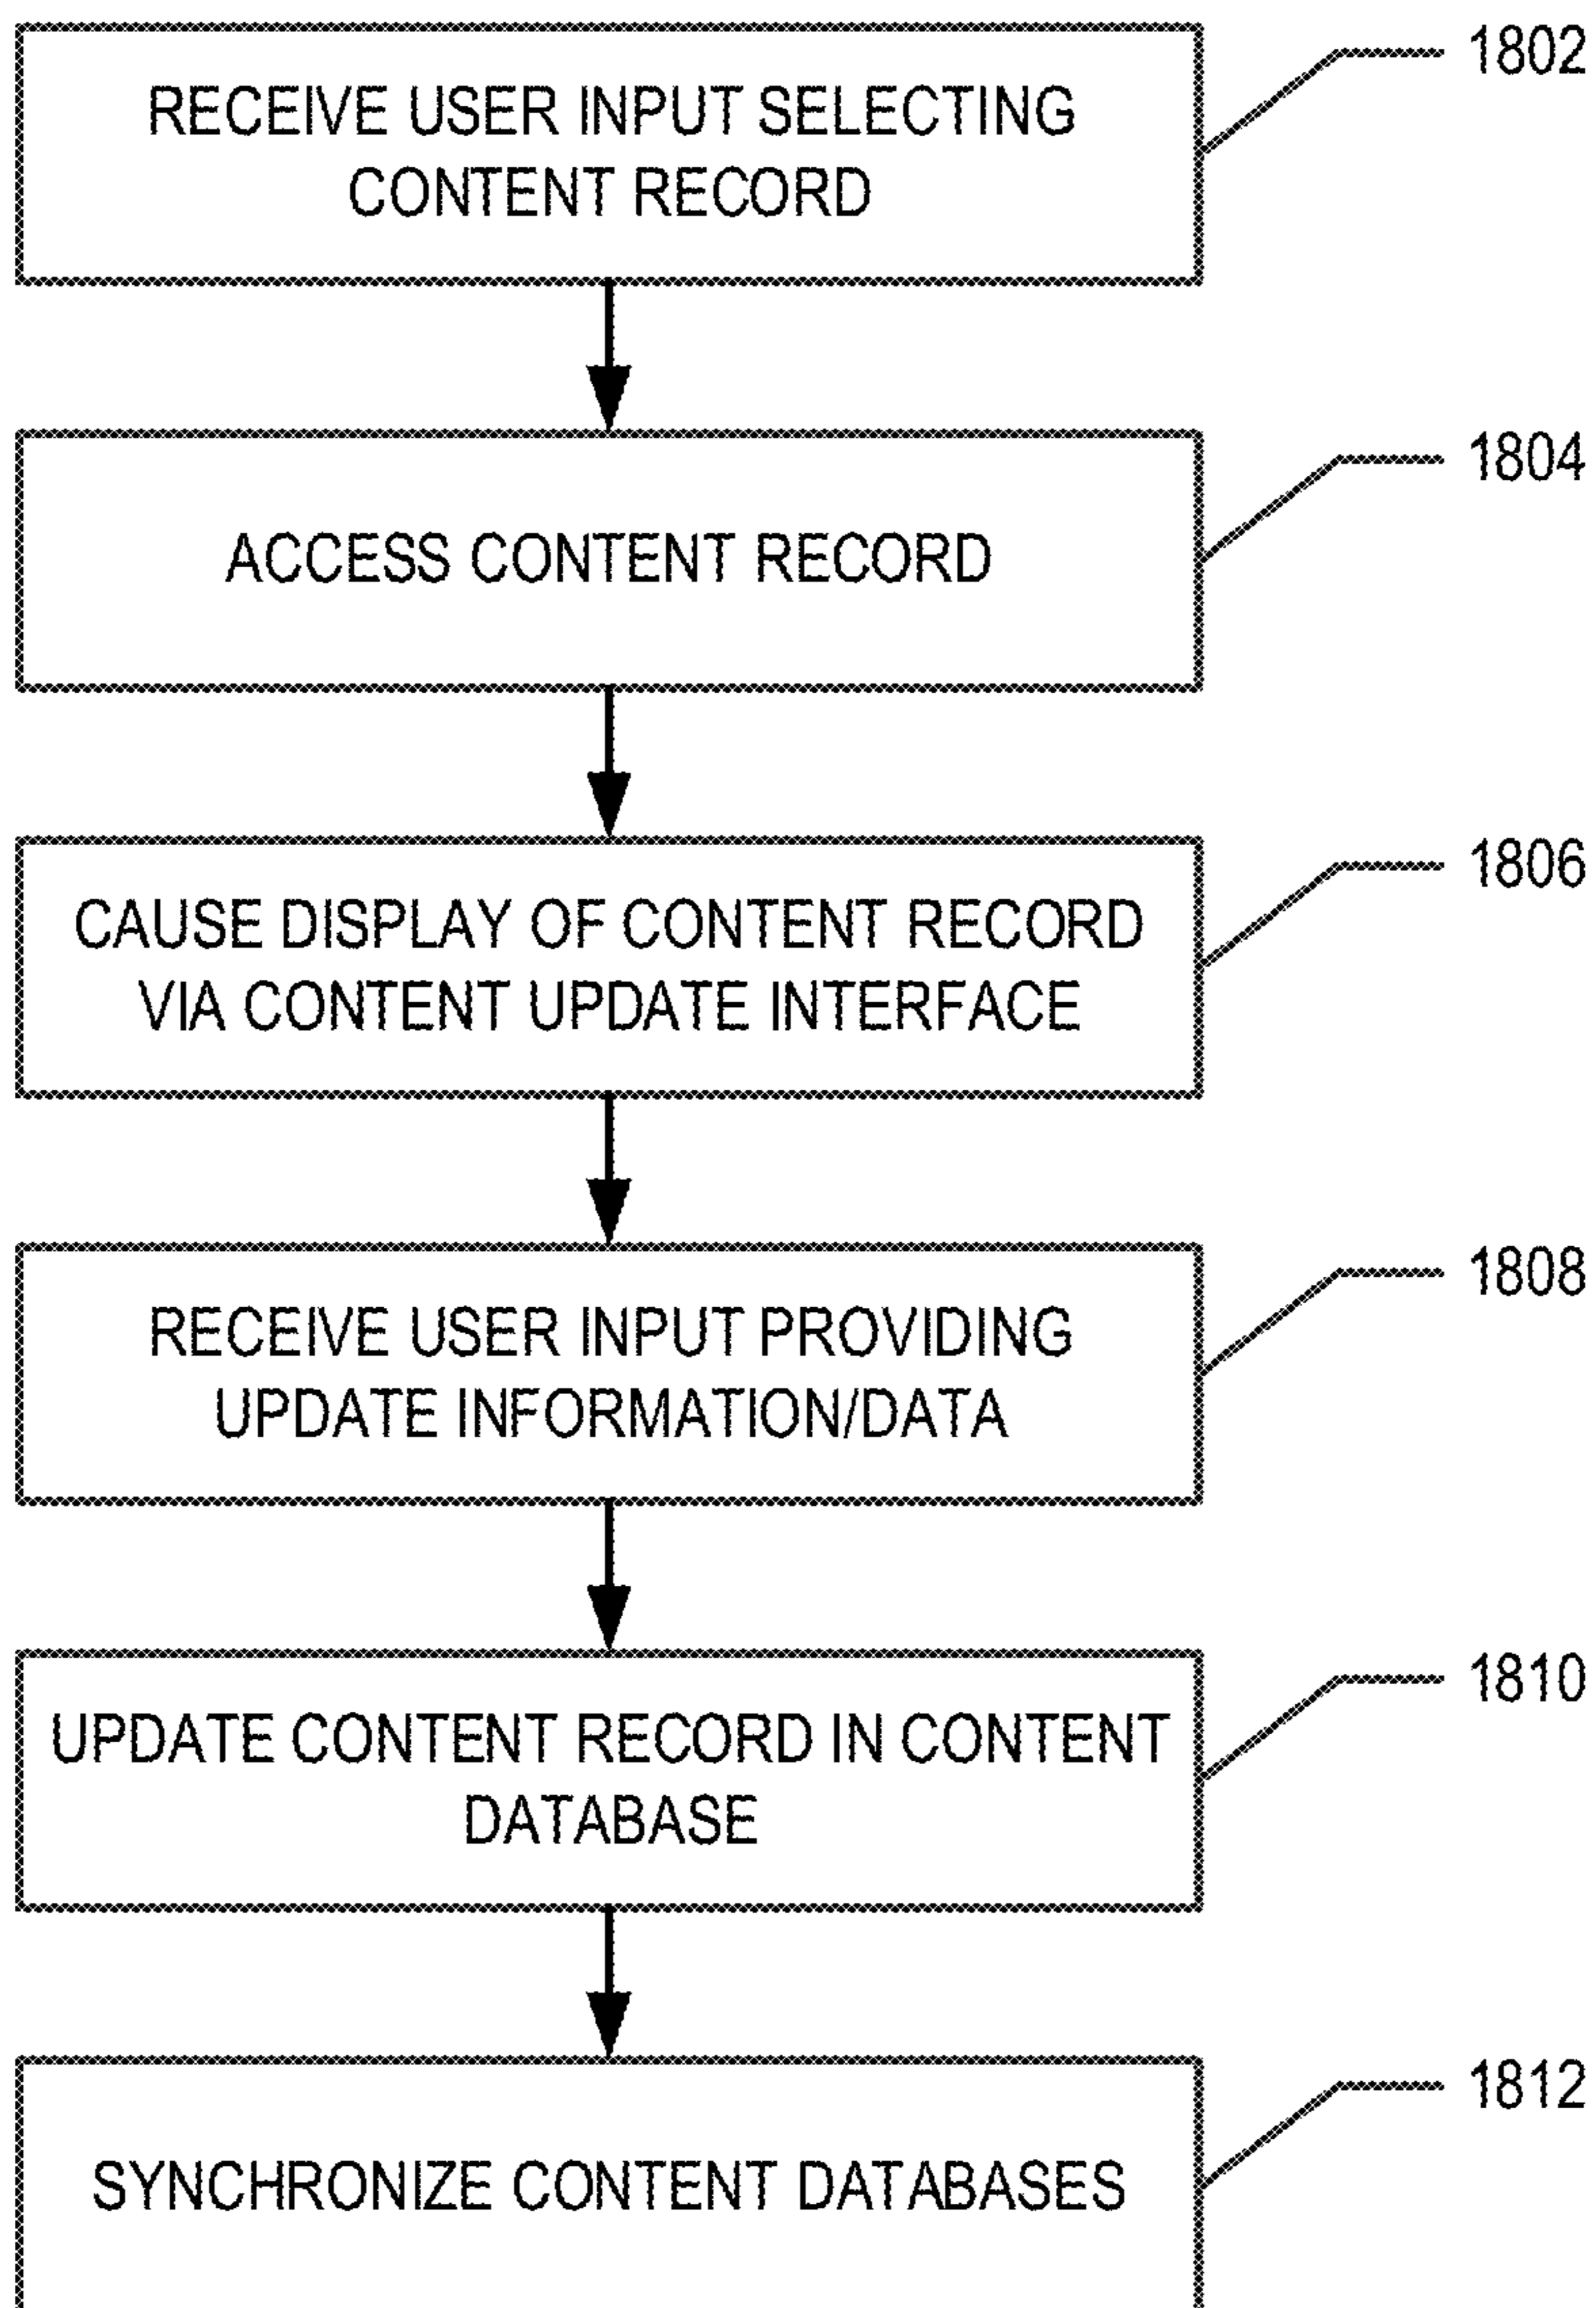 RECEIVE USER INPUT SELECTING
CONTENT RECORD
1802
ACCESS CONTENT RECORD
1804
CAUSE DISPLAY OF CONTENT RECORD
VIA CONTENT UPDATE INTERFACE
1806
RECEIVE USER INPUT PROVIDING
UPDATE INFORMATION/DATA
1808
UPDATE CONTENT RECORD IN CONTENT
DATABASE
1810
SYNCHRONIZE CONTENT DATABASES
1812